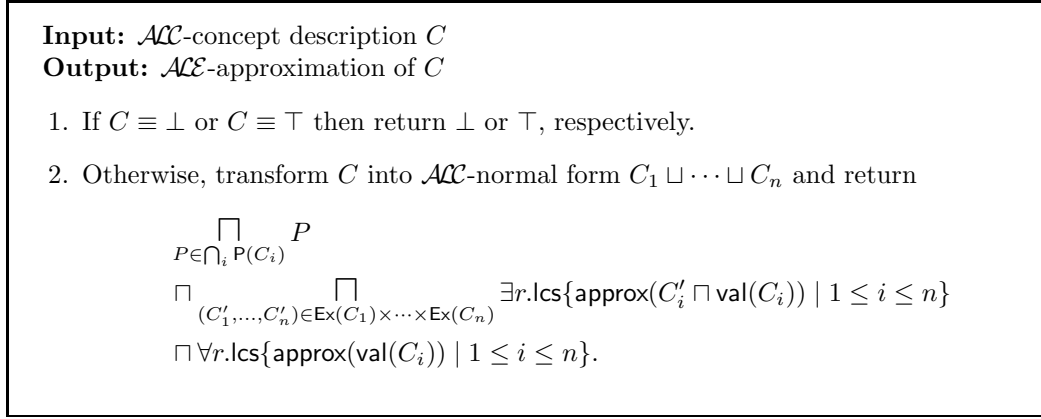 Input: 𝒜ℒ𝒞-concept description C
Output: 𝒜ℒℰ-approximation of C
1. If C ≡ ⊥ or C ≡ ⊤ then return ⊥ or ⊤, respectively.
2. Otherwise, transform C into 𝒜ℒ𝒞-normal form C₁ ⊔ ⋯ ⊔ Cₙ and return
⨅_{P∈⋂ᵢ P(Cᵢ)} P
⊓ ⨅_{(C′₁,…,C′ₙ)∈Ex(C₁)×⋯×Ex(Cₙ)} ∃r.lcs{approx(C′ᵢ ⊓ val(Cᵢ)) | 1 ≤ i ≤ n}
⊓ ∀r.lcs{approx(val(Cᵢ)) | 1 ≤ i ≤ n}.